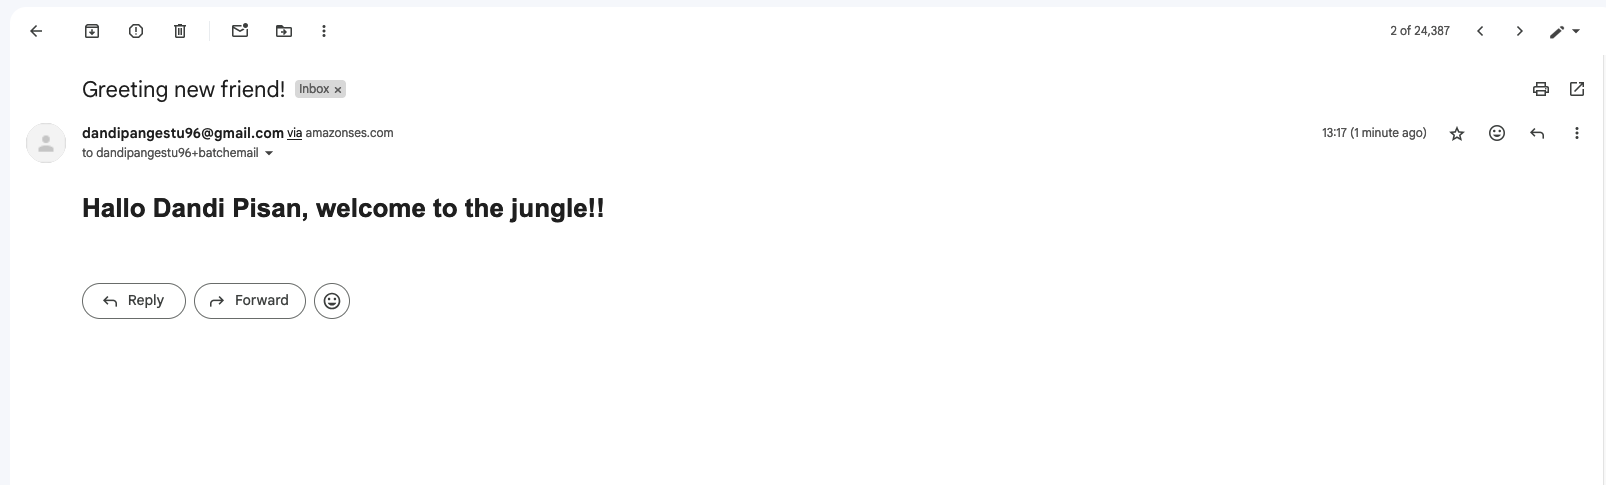 2 of 24,387
Greeting new friend! Inbox ×
dandipangestu96@gmail.com via amazonses.com
13:17 (1 minute ago)
to dandipangestu96+batchemail
Hallo Dandi Pisan, welcome to the jungle!!
Reply Forward